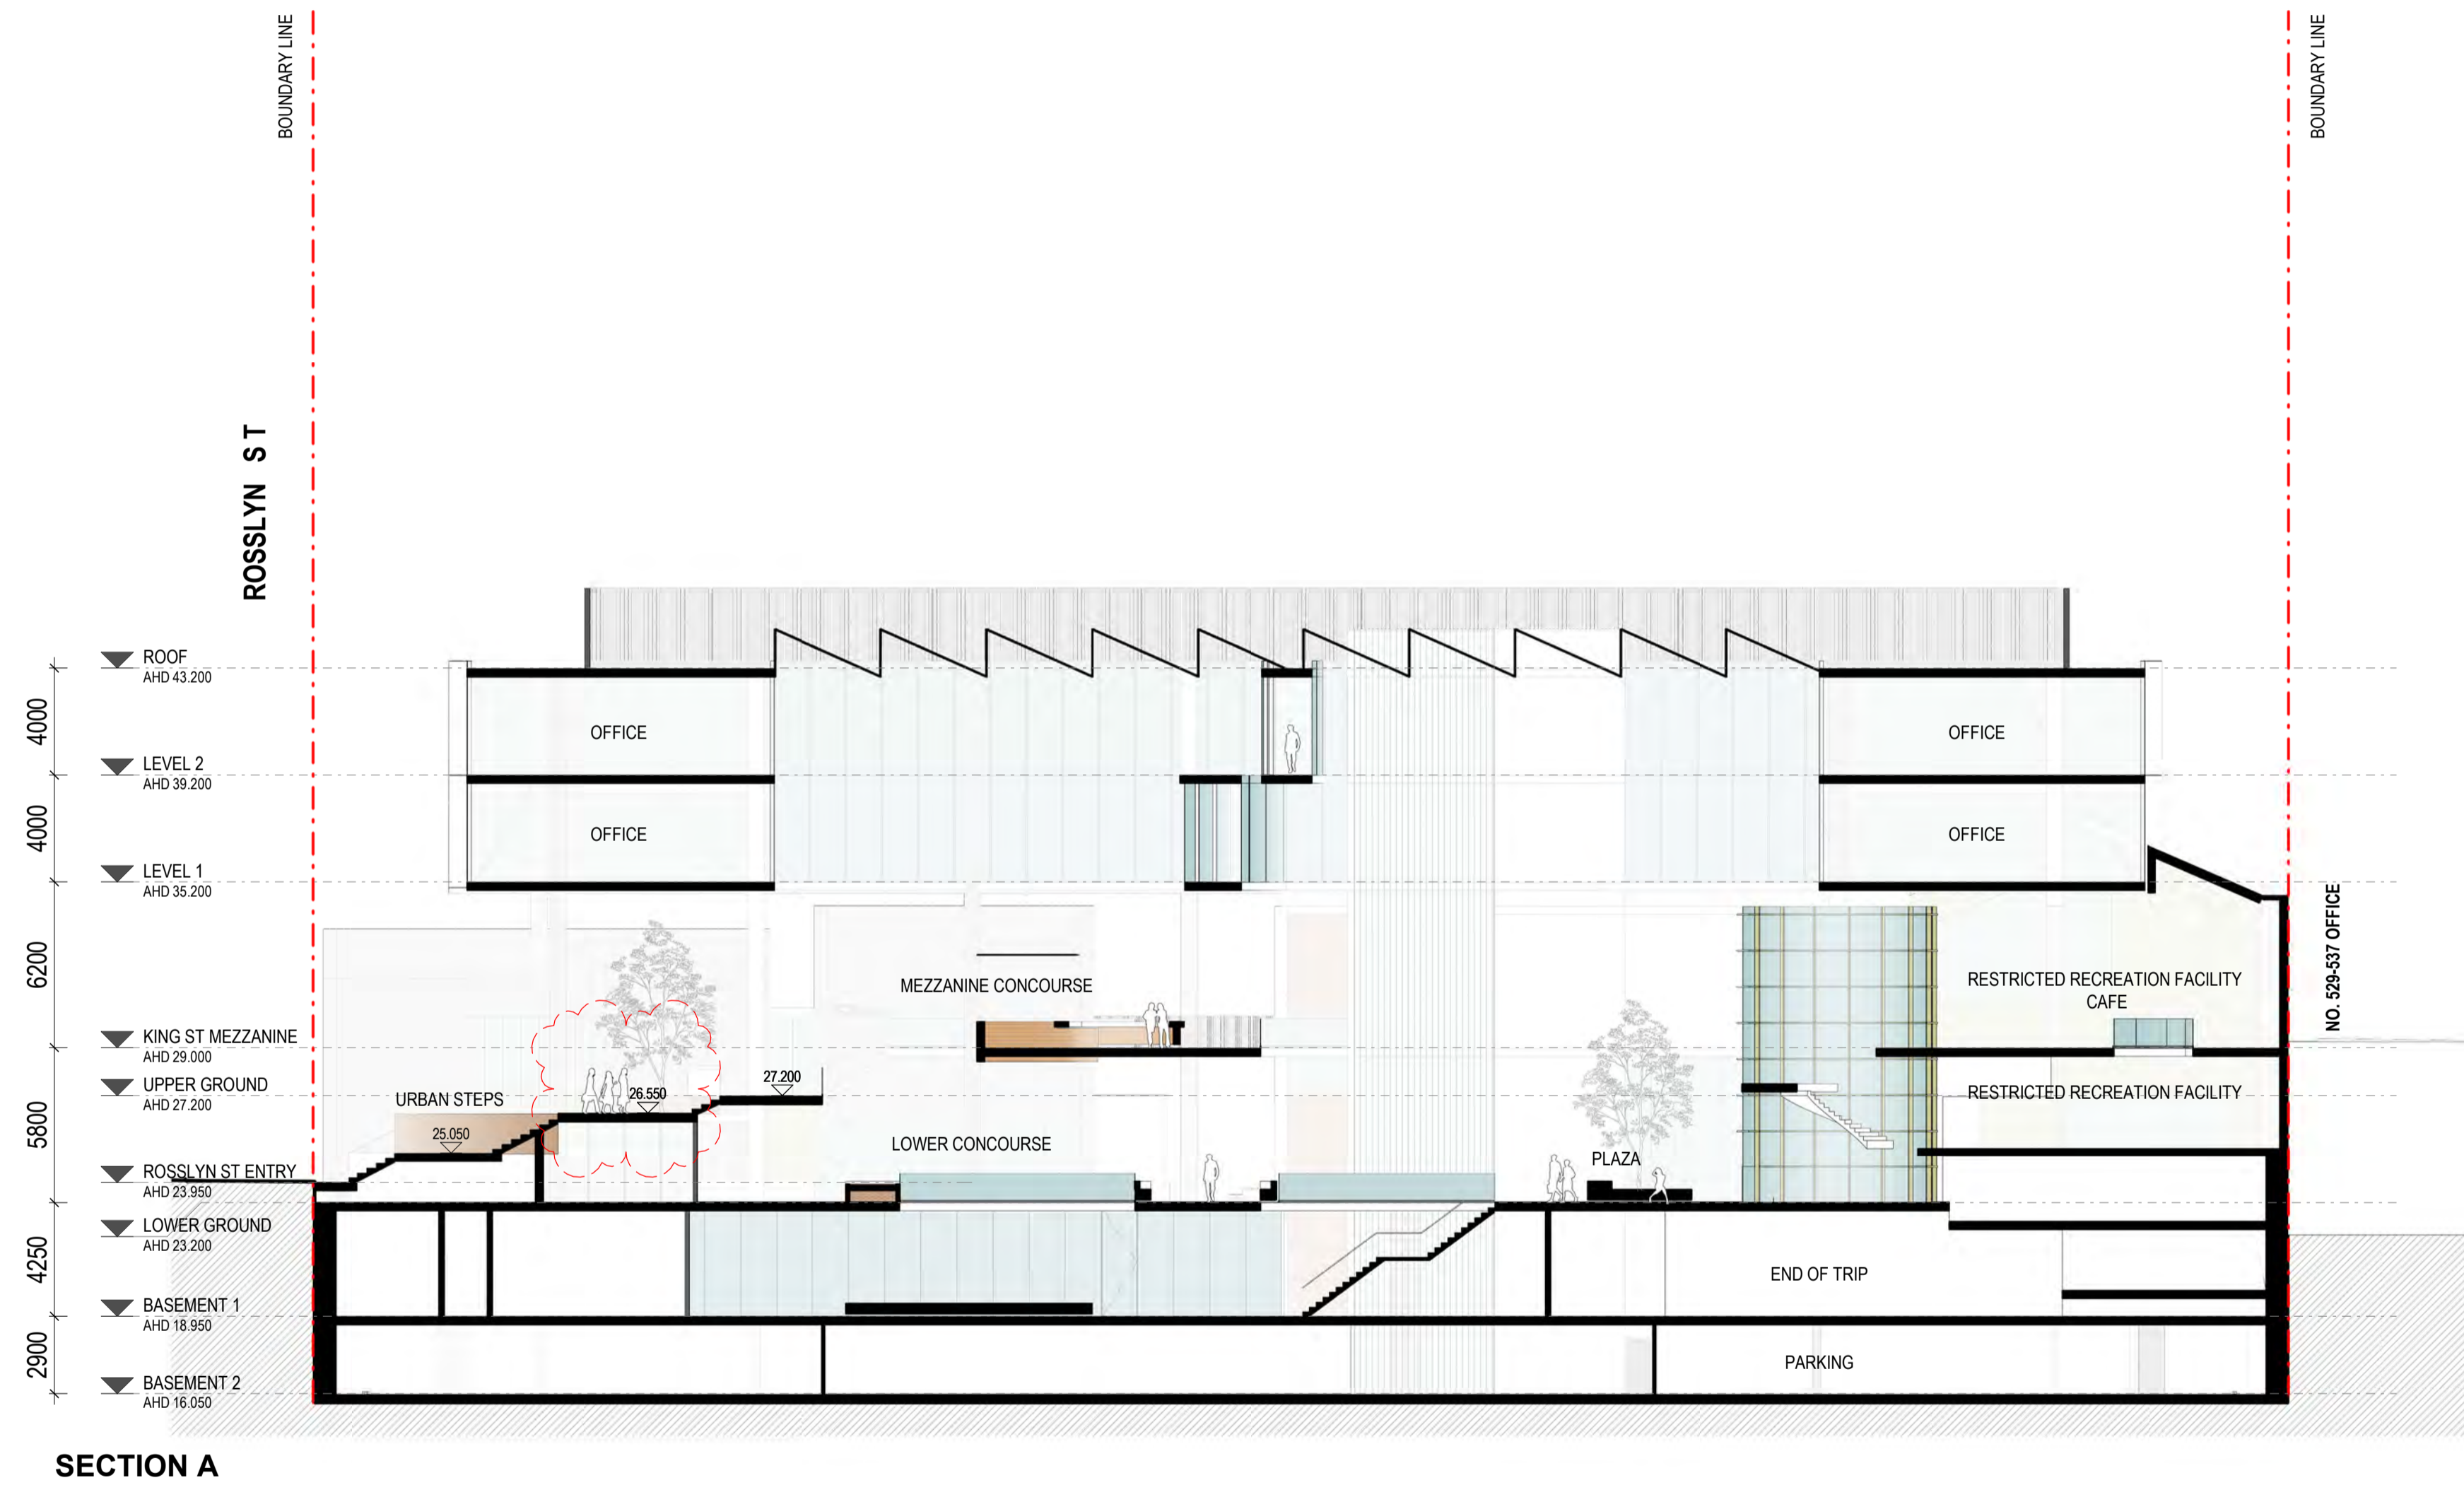 BOUNDARY LINE
BOUNDARY LINE
ROSSLYN ST
ROOF
AHD 43.200
4000
OFFICE
OFFICE
LEVEL 2
AHD 39.200
4000
OFFICE
OFFICE
LEVEL 1
AHD 35.200
NO. 529-537 OFFICE
6200
MEZZANINE CONCOURSE
RESTRICTED RECREATION FACILITY
CAFE
KING ST MEZZANINE
AHD 29.000
UPPER GROUND
AHD 27.200
27.200
26.550
URBAN STEPS
RESTRICTED RECREATION FACILITY
5800
25.050
LOWER CONCOURSE
PLAZA
ROSSLYN ST ENTRY
AHD 23.950
LOWER GROUND
AHD 23.200
4250
END OF TRIP
BASEMENT 1
AHD 18.950
2900
PARKING
BASEMENT 2
AHD 16.050
SECTION A